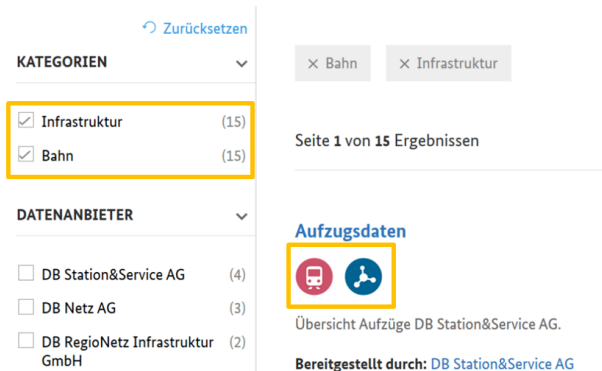 Zurücksetzen
KATEGORIEN
Infrastruktur (15)
Bahn (15)
DATENANBIETER
DB Station&Service AG (4)
DB Netz AG (3)
DB RegioNetz Infrastruktur (2)
GmbH
× Bahn × Infrastruktur
Seite 1 von 15 Ergebnissen
Aufzugsdaten
Übersicht Aufzüge DB Station&Service AG.
Bereitgestellt durch: DB Station&Service AG